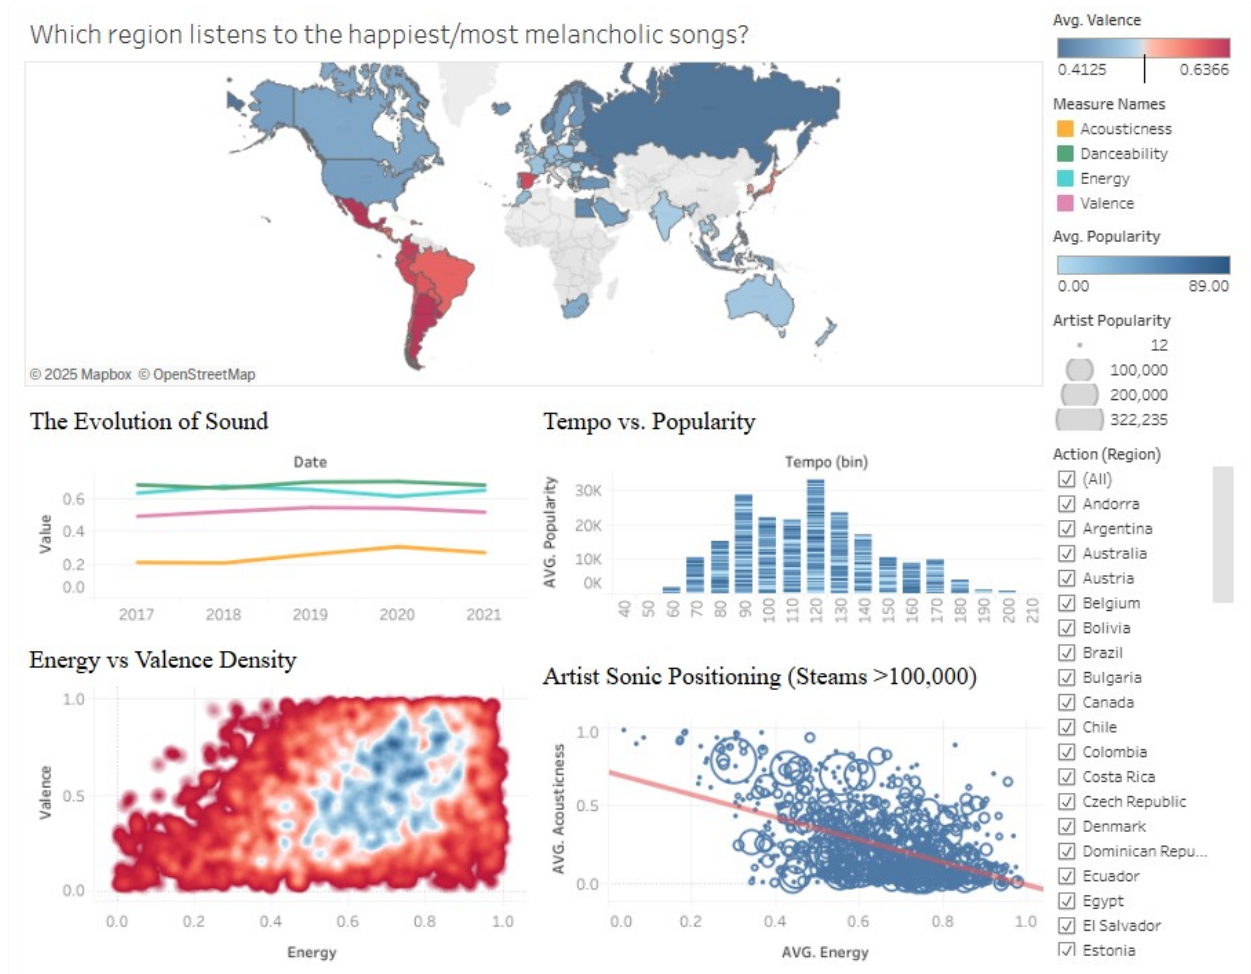 Which region listens to the happiest/most melancholic songs?
© 2025 Mapbox © OpenStreetMap
Avg. Valence
0.4125 0.6366
Measure Names
Acousticness
Danceability
Energy
Valence
Avg. Popularity
0.00 89.00
Artist Popularity
12
100,000
200,000
322,235
Action (Region)
(All)
Andorra
Argentina
Australia
Austria
Belgium
Bolivia
Brazil
Bulgaria
Canada
Chile
Colombia
Costa Rica
Czech Republic
Denmark
Dominican Repu...
Ecuador
Egypt
El Salvador
Estonia
The Evolution of Sound
Date
Value
0.6
0.4
0.2
0.0
2017 2018 2019 2020 2021
Tempo vs. Popularity
Tempo (bin)
AVG. Popularity
30K
20K
10K
0K
40 50 60 70 80 90 100 110 120 130 140 150 160 170 180 190 200 210
Energy vs Valence Density
Valence
1.0
0.5
0.0
0.0 0.2 0.4 0.6 0.8 1.0
Energy
Artist Sonic Positioning (Steams >100,000)
AVG. Acousticness
1.0
0.5
0.0
0.0 0.2 0.4 0.6 0.8 1.0
AVG. Energy